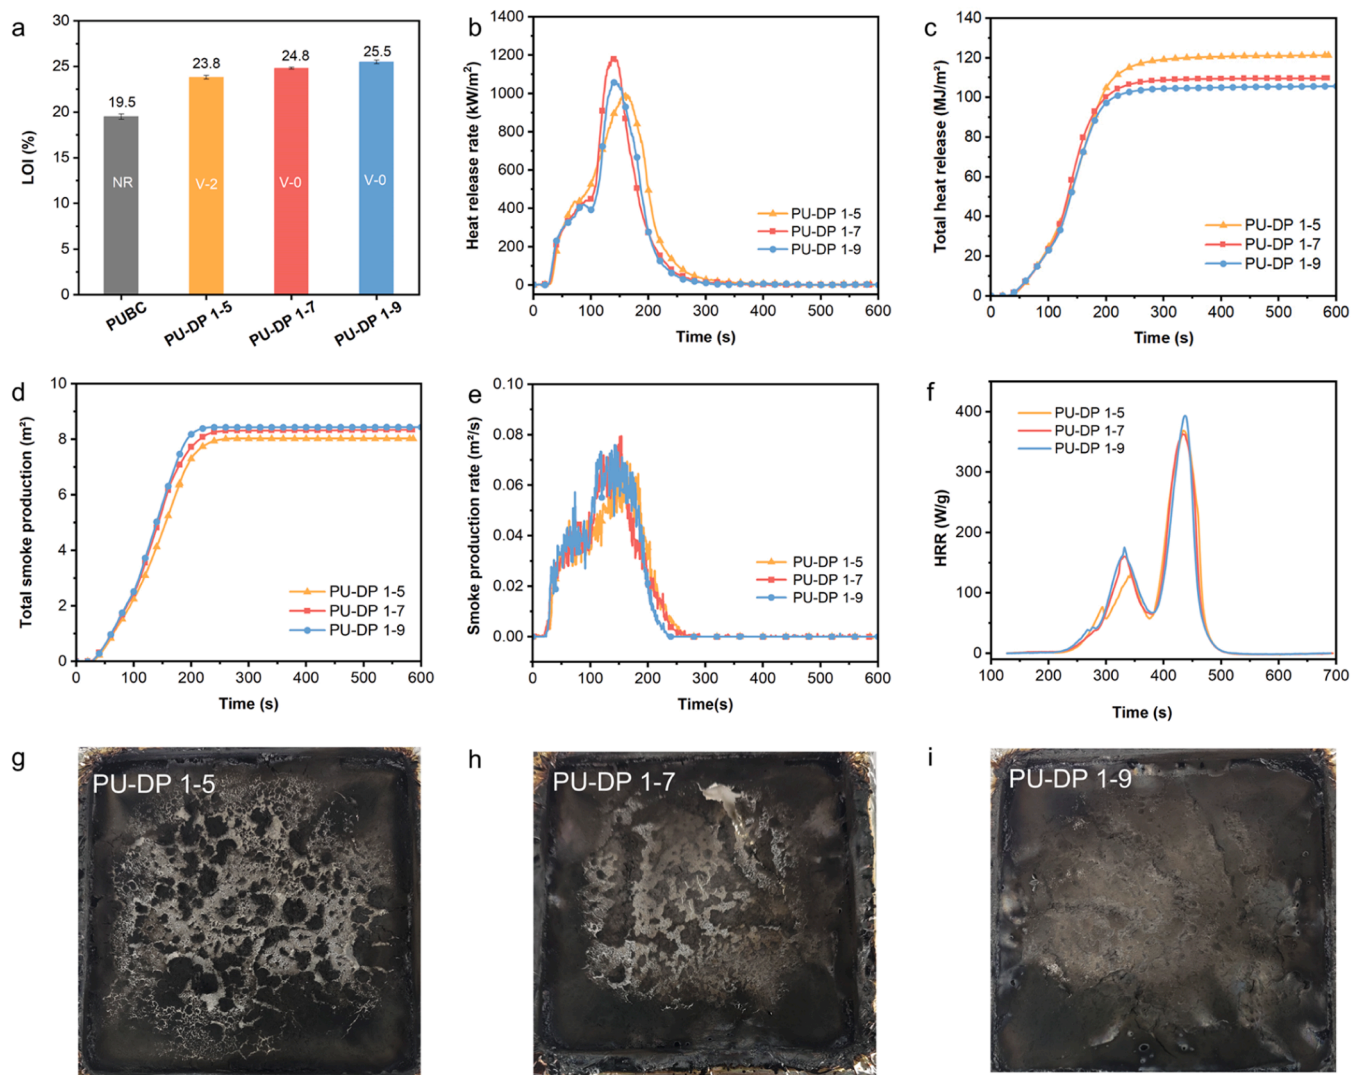 a
LOI (%)
30
25
20
15
10
5
0
19.5
23.8
24.8
25.5
NR
V-2
V-0
V-0
PUBC
PU-DP 1-5
PU-DP 1-7
PU-DP 1-9
b
Heat release rate (kW/m²)
1400
1200
1000
800
600
400
200
0
PU-DP 1-5
PU-DP 1-7
PU-DP 1-9
0 100 200 300 400 500 600
Time (s)
c
Total heat release (MJ/m²)
140
120
100
80
60
40
20
0
PU-DP 1-5
PU-DP 1-7
PU-DP 1-9
0 100 200 300 400 500 600
Time (s)
d
Total smoke production (m²)
10
8
6
4
2
0
PU-DP 1-5
PU-DP 1-7
PU-DP 1-9
0 100 200 300 400 500 600
Time (s)
e
Smoke production rate (m²/s)
0.10
0.08
0.06
0.04
0.02
0.00
PU-DP 1-5
PU-DP 1-7
PU-DP 1-9
0 100 200 300 400 500 600
Time(s)
f
HRR (W/g)
400
300
200
100
0
PU-DP 1-5
PU-DP 1-7
PU-DP 1-9
100 200 300 400 500 600 700
Time (s)
g
PU-DP 1-5
h
PU-DP 1-7
i
PU-DP 1-9